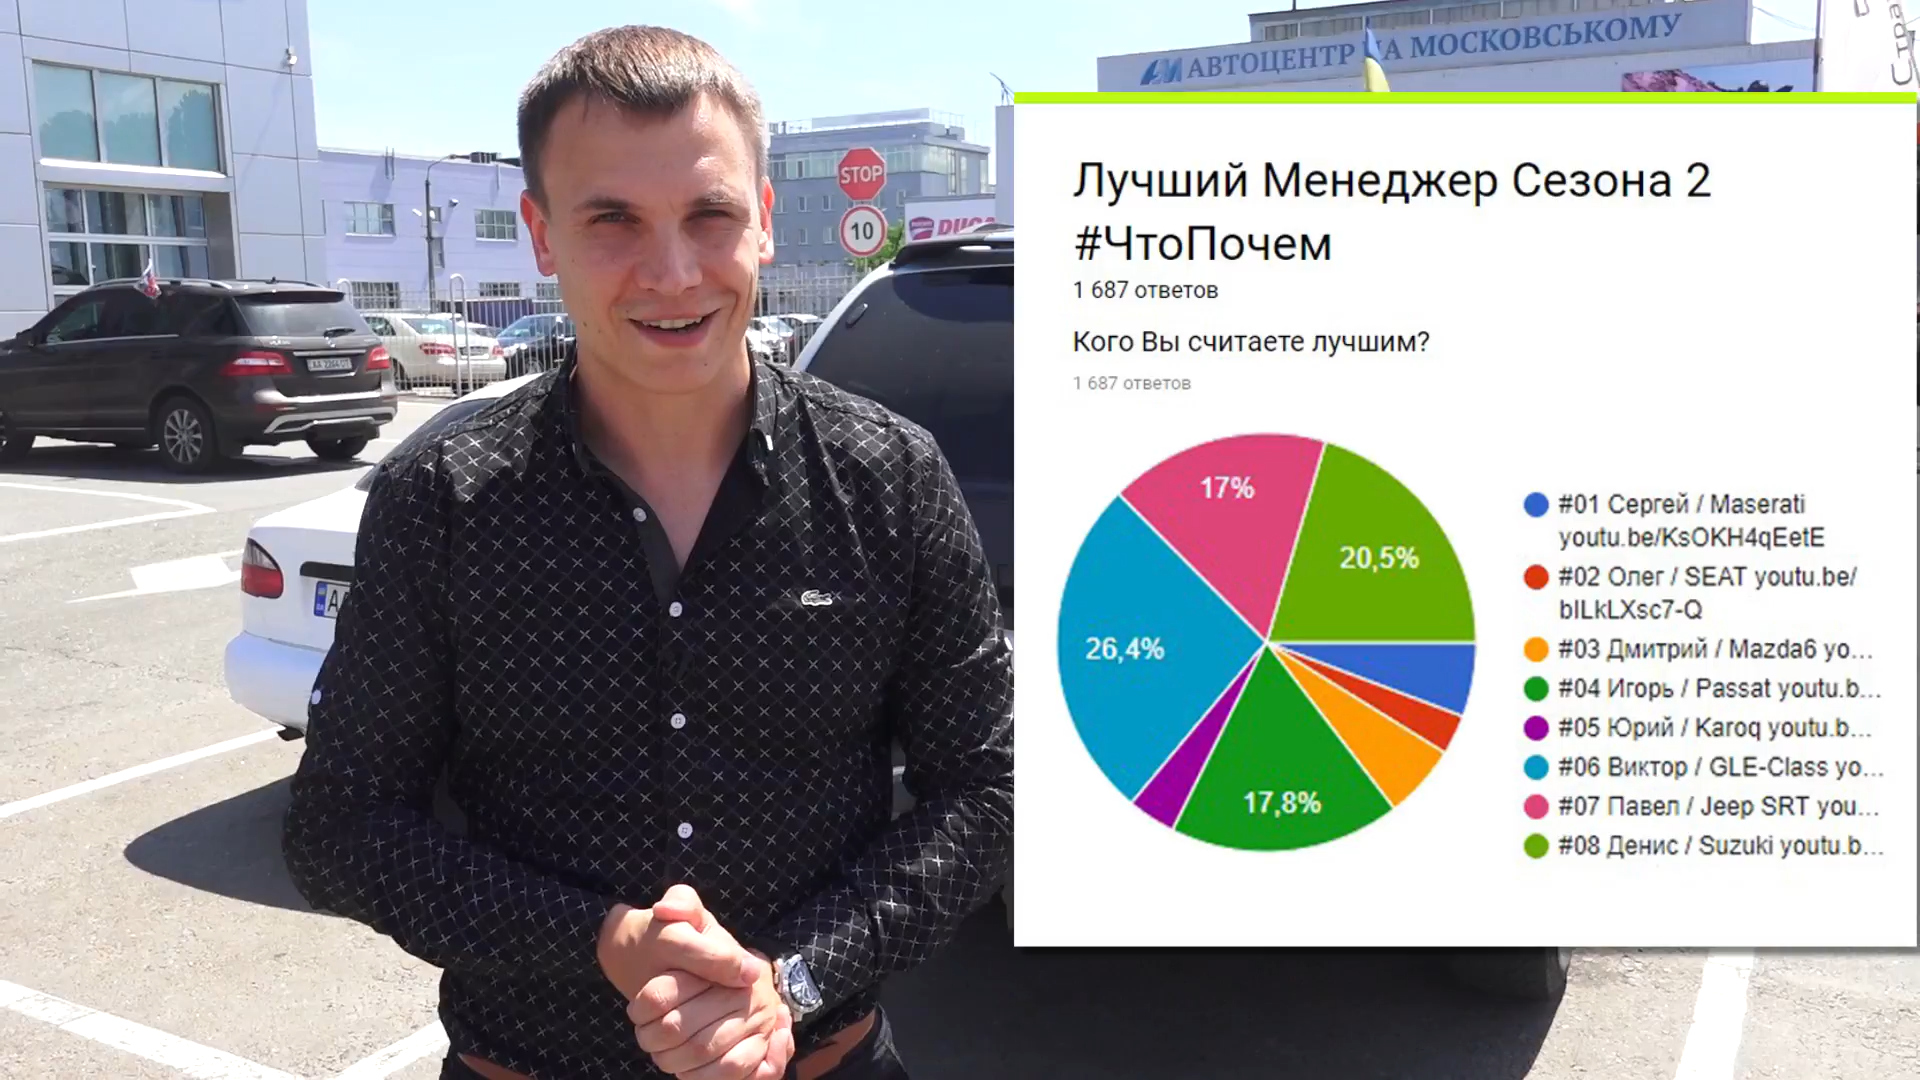 АВТОЦЕНТР НА МОСКОВСЬКОМУ
STOP
10
Лучший Менеджер Сезона 2
#ЧтоПочем
1 687 ответов
Кого Вы считаете лучшим?
1 687 ответов
17%
20,5%
26,4%
17,8%
#01 Сергей / Maserati
youtu.be/KsOKH4qEetE
#02 Олег / SEAT youtu.be/
bILkLXsc7-Q
#03 Дмитрий / Mazda6 yo...
#04 Игорь / Passat youtu.b...
#05 Юрий / Karoq youtu.b...
#06 Виктор / GLE-Class yo...
#07 Павел / Jeep SRT you...
#08 Денис / Suzuki youtu.b...